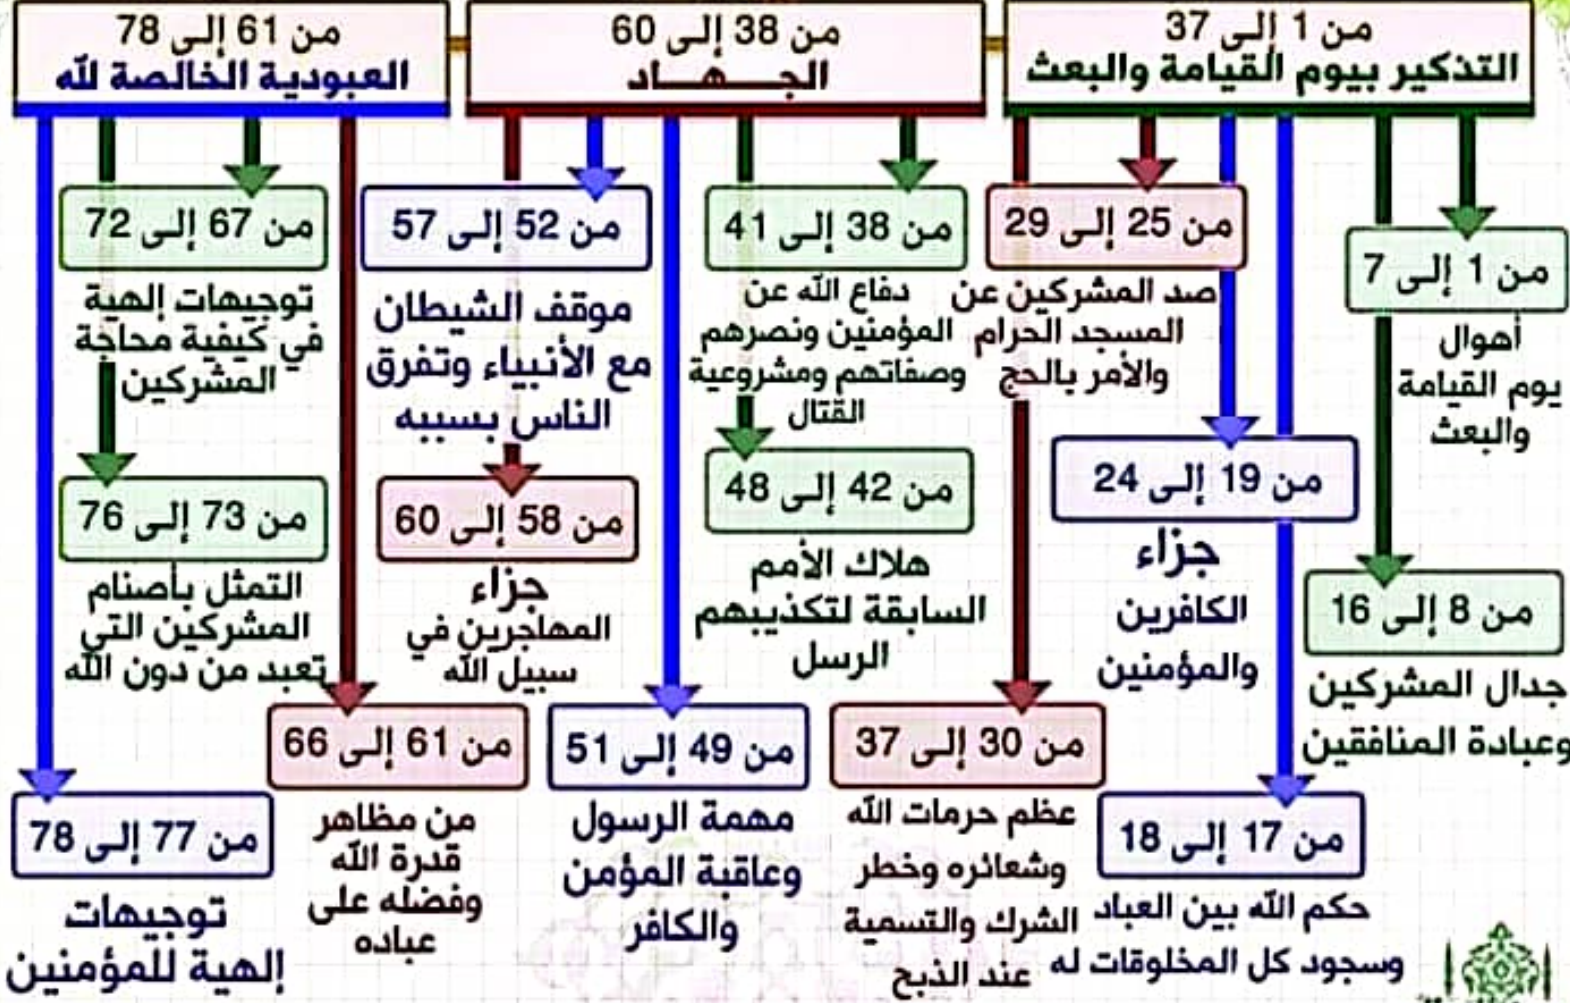 من 1 إلى 37
التذكير بيوم القيامة والبعث
من 1 إلى 7
أهوال
يوم القيامة
والبعث
من 8 إلى 16
جدال المشركين
وعبادة المنافقين
من 17 إلى 18
حكم الله بين العباد
وسجود كل المخلوقات له
من 19 إلى 24
جزاء
الكافرين
والمؤمنين
من 25 إلى 29
صد المشركين عن
المسجد الحرام
والأمر بالحج
من 30 إلى 37
عظم حرمات الله
وشعائره وخطر
الشرك والتسمية
عند الذبح
من 38 إلى 60
الجـــهـــاد
من 38 إلى 41
دفاع الله عن
المؤمنين ونصرهم
وصفاتهم ومشروعية
القتال
من 42 إلى 48
هلاك الأمم
السابقة لتكذيبهم
الرسل
من 49 إلى 51
مهمة الرسول
وعاقبة المؤمن
والكافر
من 52 إلى 57
موقف الشيطان
مع الأنبياء وتفرق
الناس بسببه
من 58 إلى 60
جزاء
المهاجرين في
سبيل الله
من 61 إلى 78
العبودية الخالصة لله
من 61 إلى 66
من مظاهر
قدرة الله
وفضله على
عباده
من 67 إلى 72
توجيهات إلهية
في كيفية محاجة
المشركين
من 73 إلى 76
التمثل بأصنام
المشركين التي
تعبد من دون الله
من 77 إلى 78
توجيهات
إلهية للمؤمنين